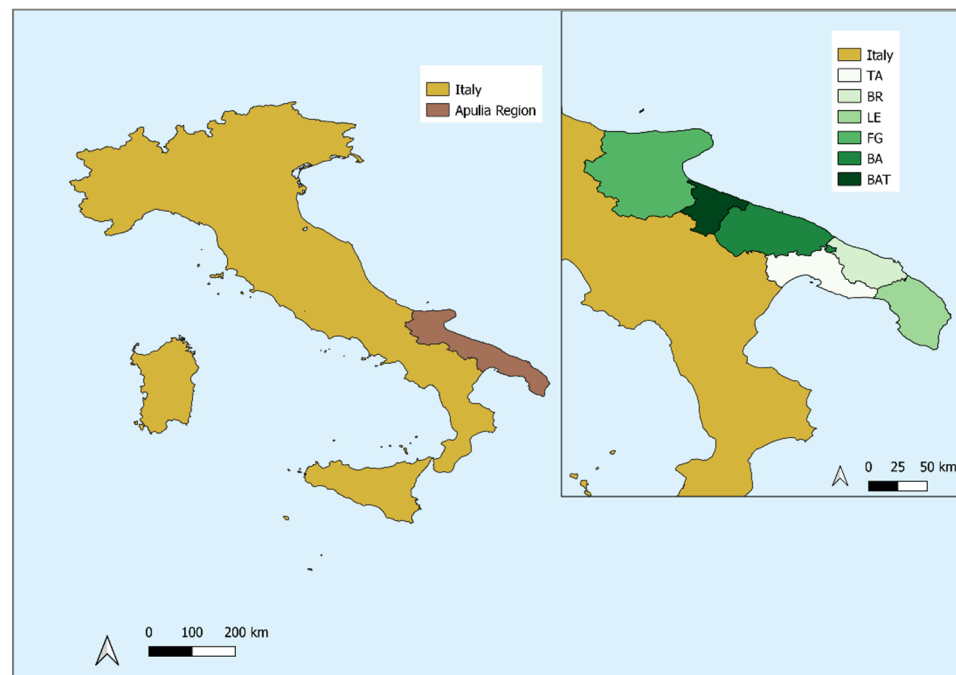 Italy
Apulia Region
0 100 200 km
Italy
TA
BR
LE
FG
BA
BAT
0 25 50 km